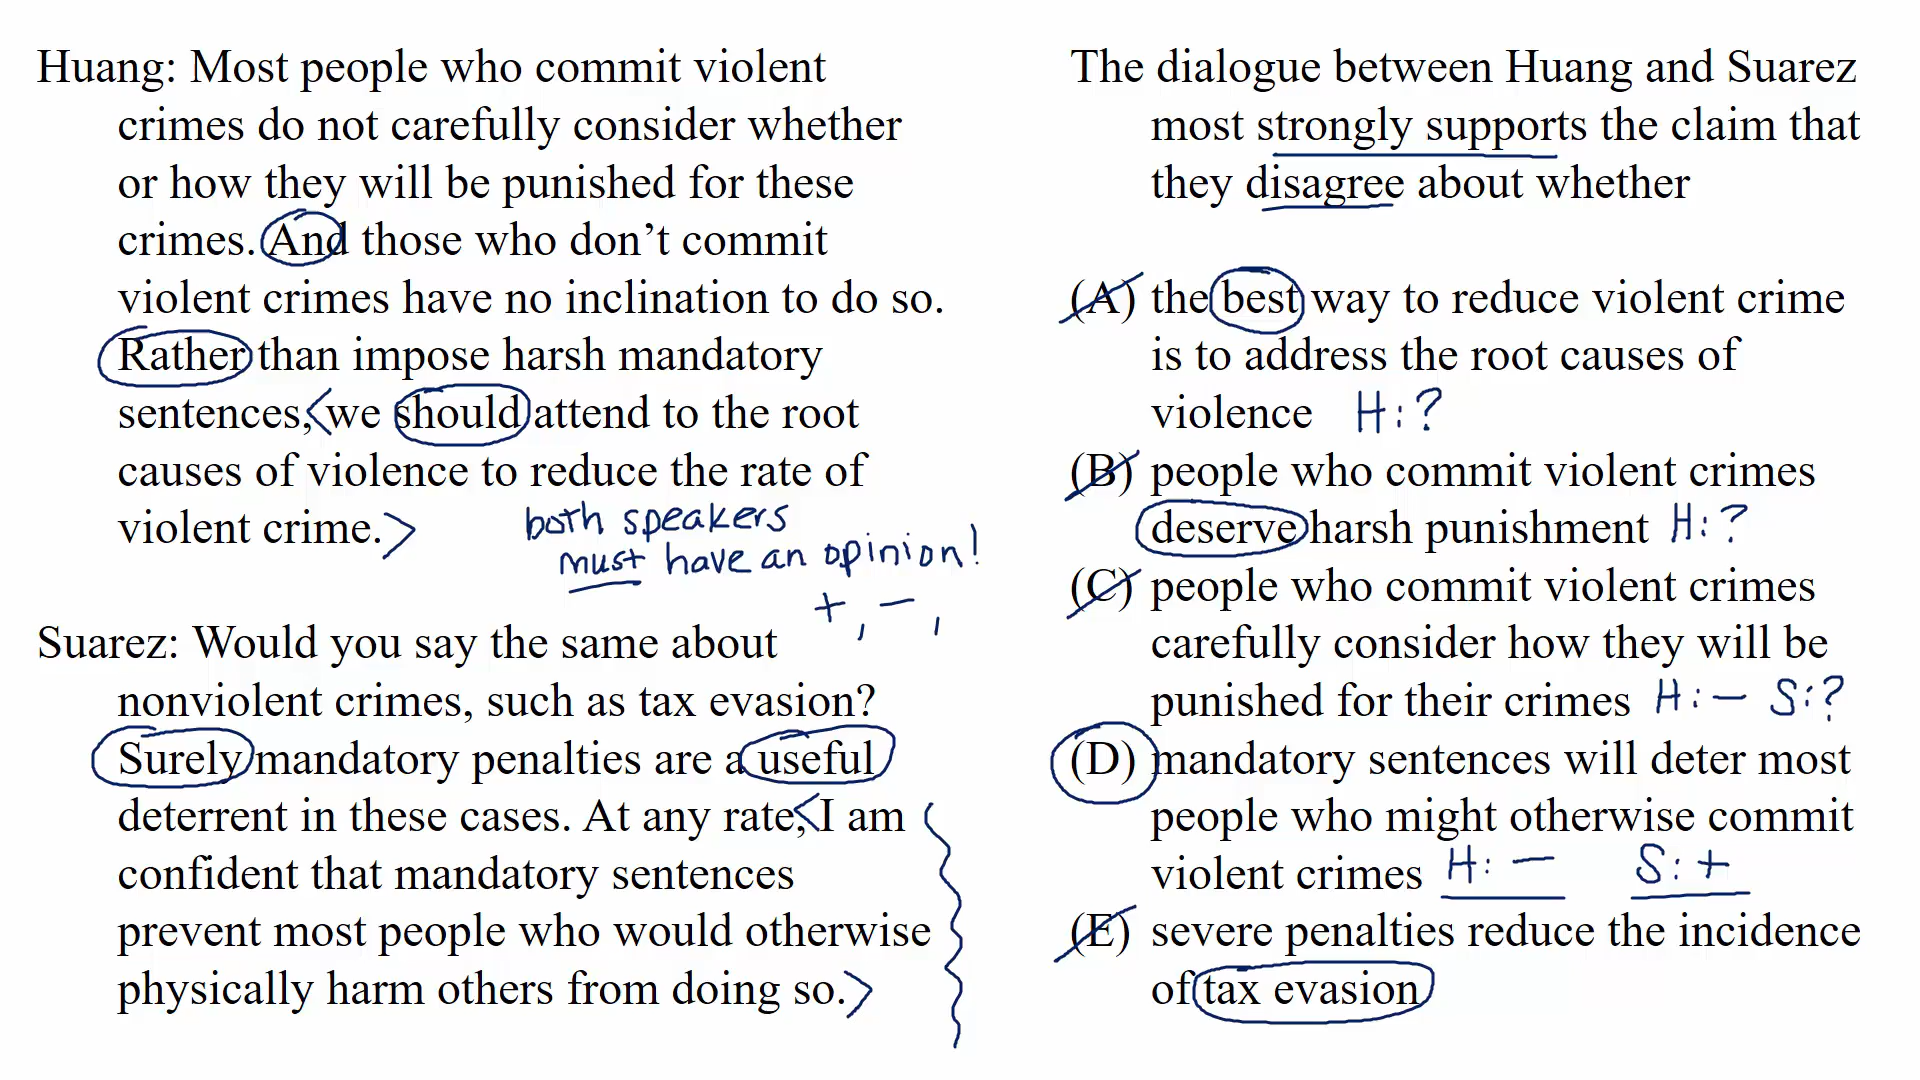 Huang: Most people who commit violent
crimes do not carefully consider whether
or how they will be punished for these
crimes. And those who don't commit
violent crimes have no inclination to do so.
Rather than impose harsh mandatory
sentences, <we should attend to the root
causes of violence to reduce the rate of
violent crime.>
both speakers
must have an opinion!
+, −,
Suarez: Would you say the same about
nonviolent crimes, such as tax evasion?
Surely mandatory penalties are a useful
deterrent in these cases. At any rate, <I am
confident that mandatory sentences
prevent most people who would otherwise
physically harm others from doing so.>
The dialogue between Huang and Suarez
most strongly supports the claim that
they disagree about whether
(A) the best way to reduce violent crime
is to address the root causes of
violence H:?
(B) people who commit violent crimes
deserve harsh punishment H:?
(C) people who commit violent crimes
carefully consider how they will be
punished for their crimes H:− S:?
(D) mandatory sentences will deter most
people who might otherwise commit
violent crimes H:− S:+
(E) severe penalties reduce the incidence
of tax evasion